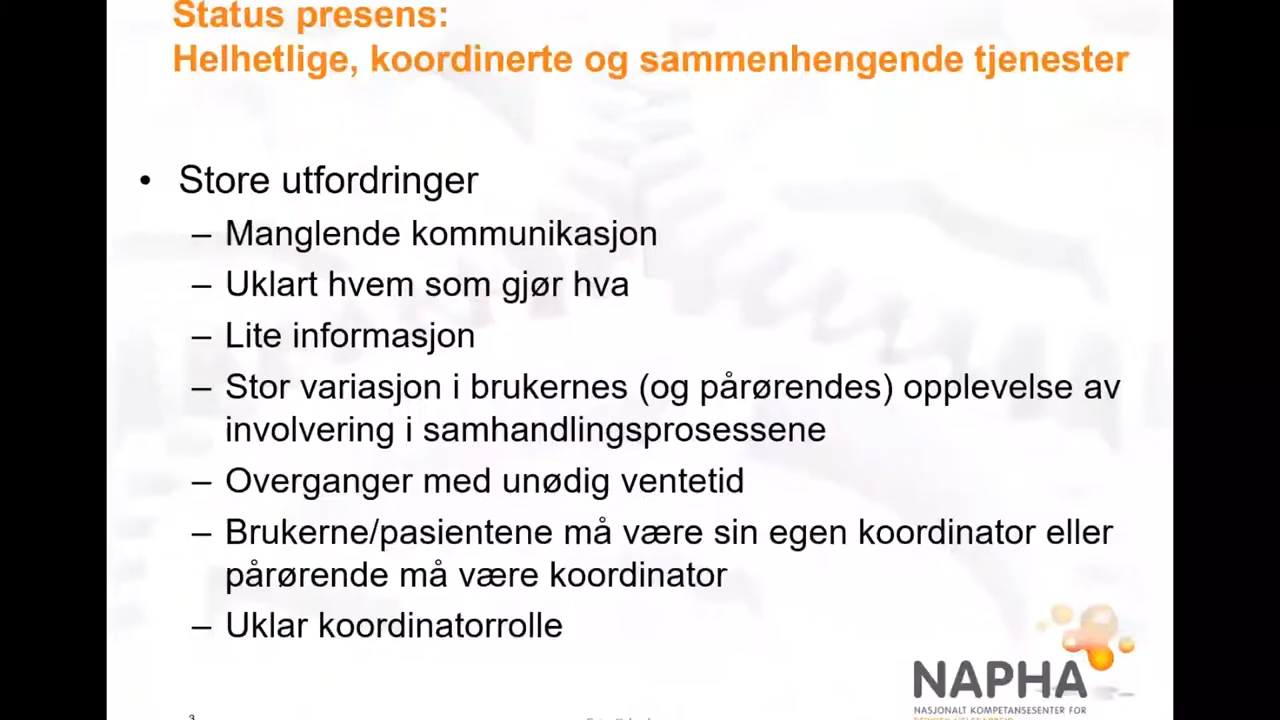 Status presens:
Helhetlige, koordinerte og sammenhengende tjenester
• Store utfordringer
– Manglende kommunikasjon
– Uklart hvem som gjør hva
– Lite informasjon
– Stor variasjon i brukernes (og pårørendes) opplevelse av
involvering i samhandlingsprosessene
– Overganger med unødig ventetid
– Brukerne/pasientene må være sin egen koordinator eller
pårørende må være koordinator
– Uklar koordinatorrolle
NAPHA
NASJONALT KOMPETANSESENTER FOR
3